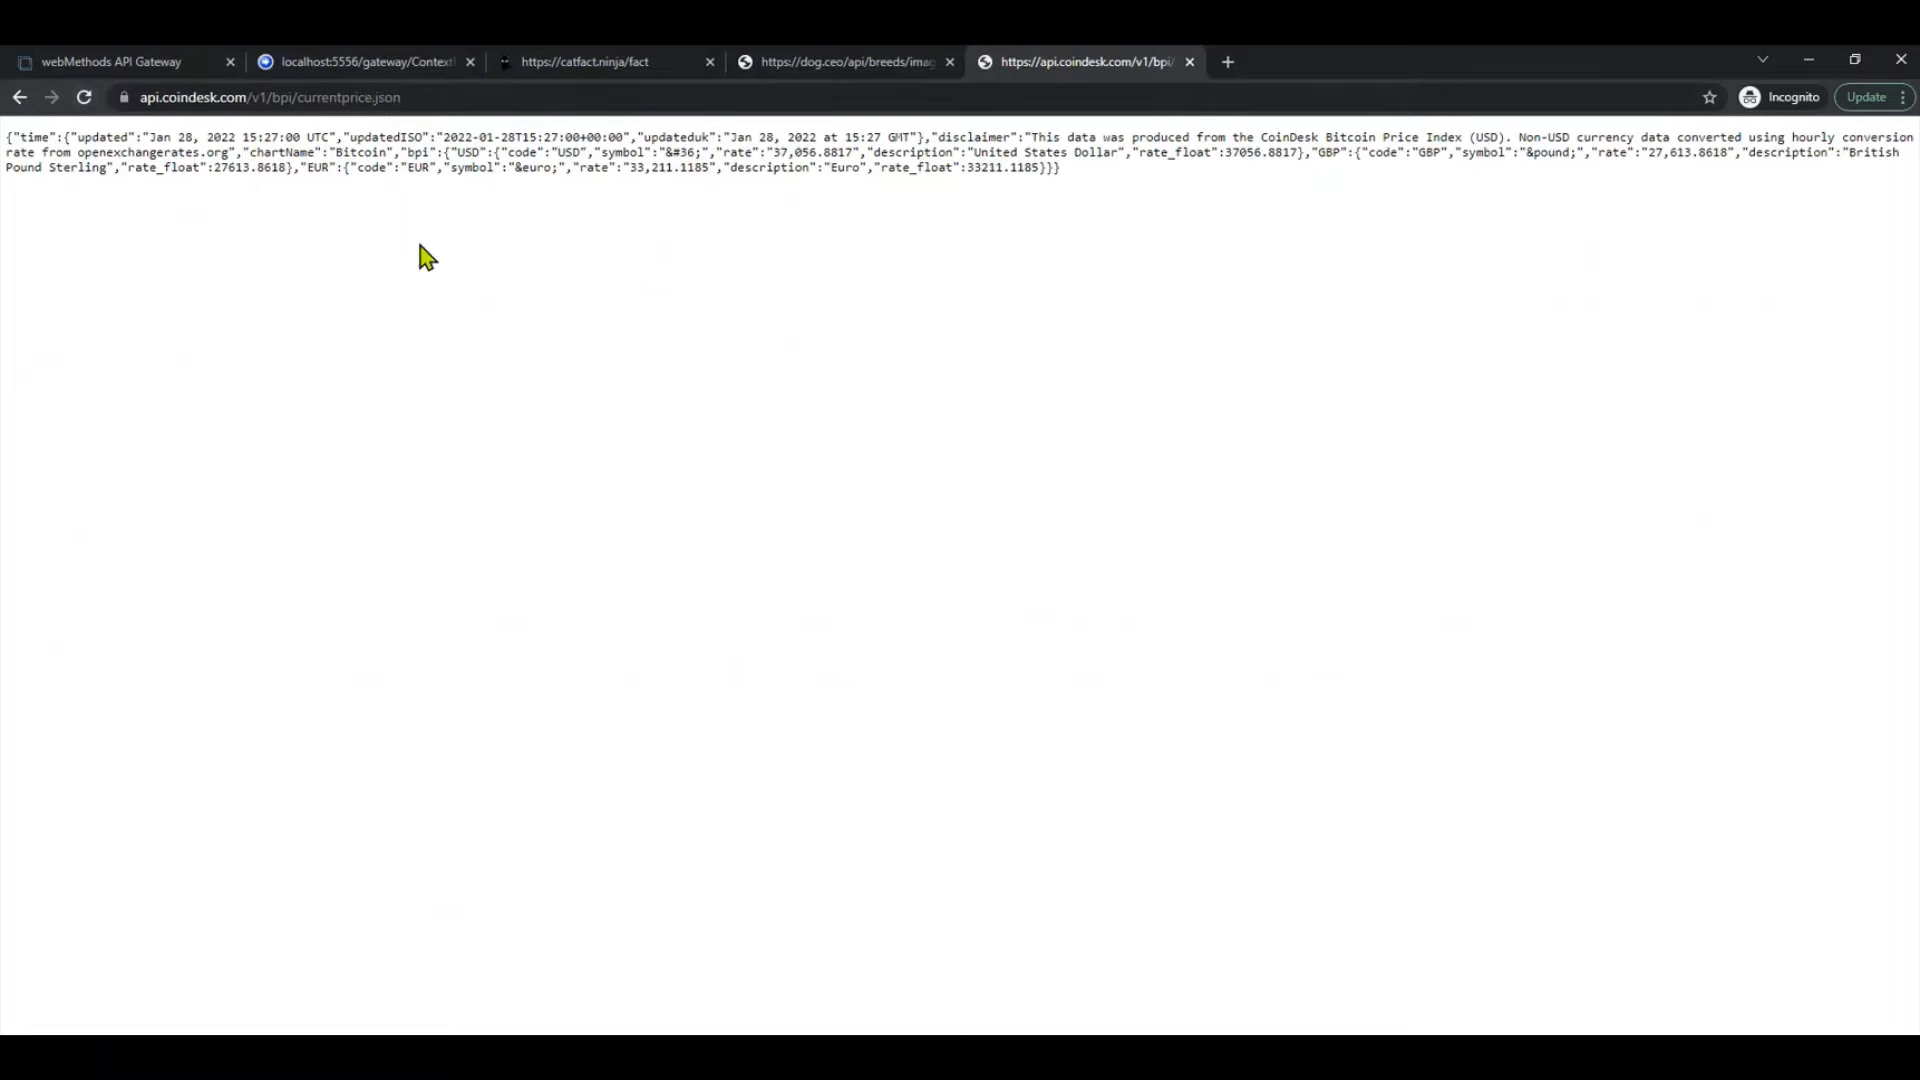 webMethods API Gateway
localhost:5556/gateway/Context
https://catfact.ninja/fact
https://dog.ceo/api/breeds/imag
https://api.coindesk.com/v1/bpi/
api.coindesk.com/v1/bpi/currentprice.json
Incognito
Update
{"time":{"updated":"Jan 28, 2022 15:27:00 UTC","updatedISO":"2022-01-28T15:27:00+00:00","updateduk":"Jan 28, 2022 at 15:27 GMT"},"disclaimer":"This data was produced from the CoinDesk Bitcoin Price Index (USD). Non-USD currency data converted using hourly conversion
rate from openexchangerates.org","chartName":"Bitcoin","bpi":{"USD":{"code":"USD","symbol":"&#36;","rate":"37,056.8817","description":"United States Dollar","rate_float":37056.8817},"GBP":{"code":"GBP","symbol":"&pound;","rate":"27,613.8618","description":"British
Pound Sterling","rate_float":27613.8618},"EUR":{"code":"EUR","symbol":"&euro;","rate":"33,211.1185","description":"Euro","rate_float":33211.1185}}}